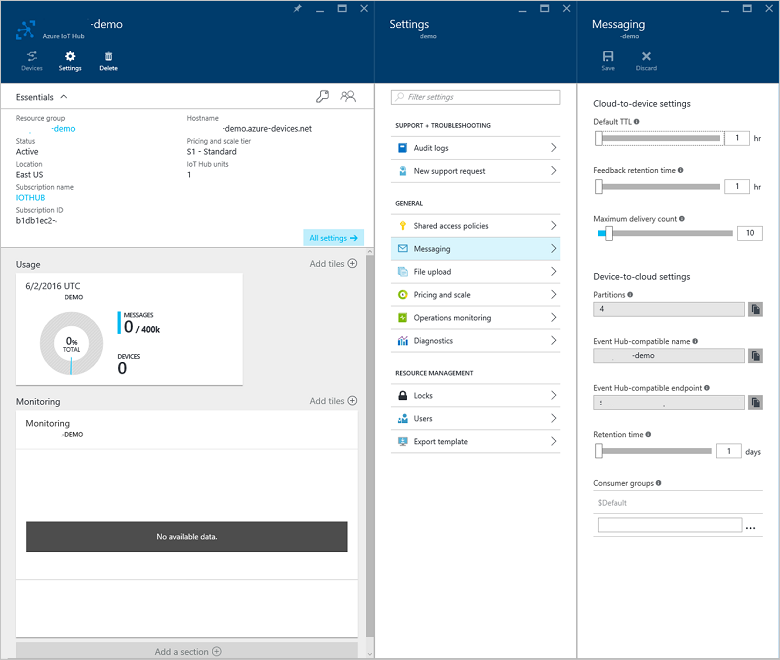 -demo
Azure IoT Hub
Devices
Settings
Delete
Essentials
Resource group
-demo
Status
Active
Location
East US
Subscription name
IOTHUB
Subscription ID
b1db1ec2-
Hostname
-demo.azure-devices.net
Pricing and scale tier
S1 - Standard
IoT Hub units
1
All settings →
Usage
Add tiles
6/2/2016 UTC
DEMO
0%
TOTAL
MESSAGES
0 / 400k
DEVICES
0
Monitoring
Add tiles
Monitoring
-DEMO
No available data.
Add a section
Settings
demo
Filter settings
SUPPORT + TROUBLESHOOTING
Audit logs
New support request
GENERAL
Shared access policies
Messaging
File upload
Pricing and scale
Operations monitoring
Diagnostics
RESOURCE MANAGEMENT
Locks
Users
Export template
Messaging
-demo
Save
Discard
Cloud-to-device settings
Default TTL
1 hr
Feedback retention time
1 hr
Maximum delivery count
10
Device-to-cloud settings
Partitions
4
Event Hub-compatible name
-demo
Event Hub-compatible endpoint
Retention time
1 days
Consumer groups
$Default
...